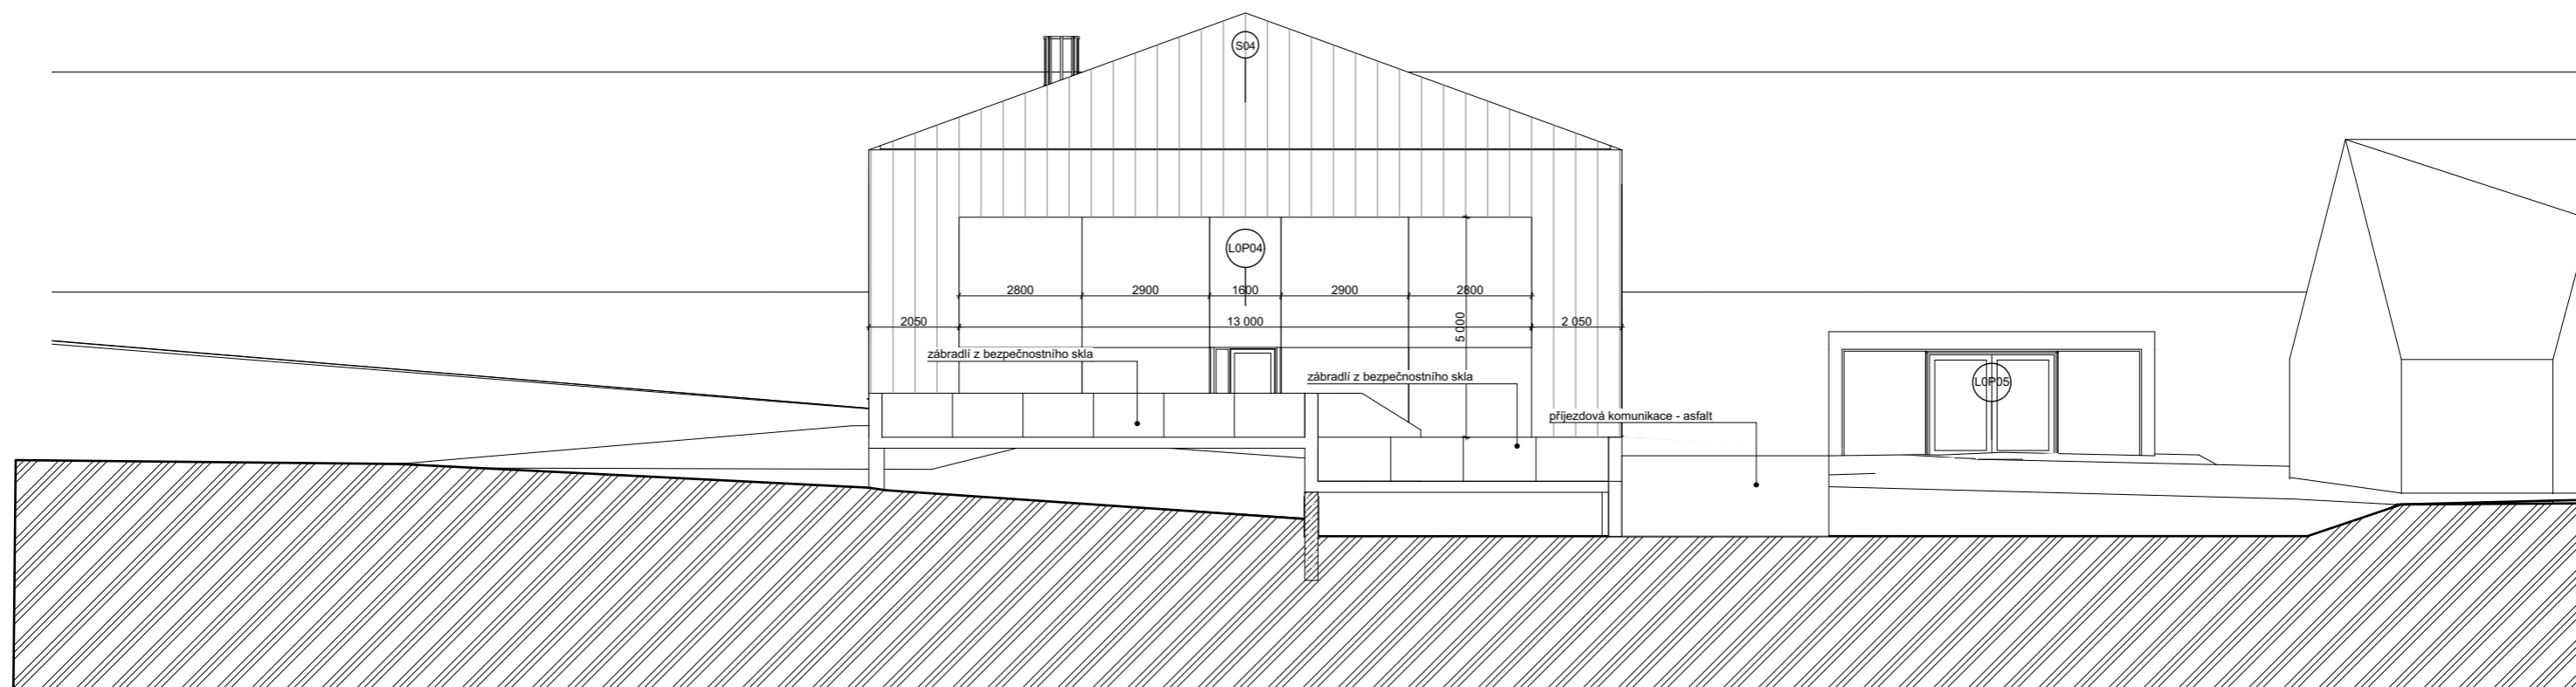 S04
L0P04
2800
2900
1600
2900
2800
2050
13 000
5 000
2 050
zábradlí z bezpečnostního skla
zábradlí z bezpečnostního skla
L0P05
příjezdová komunikace - asfalt